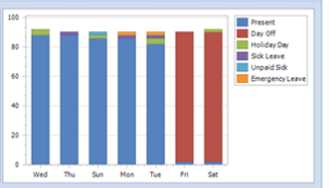 100
80
60
40
20
0
Wed Thu Sun Mon Tue Fri Sat
Present
Day Off
Holiday Day
Sick Leave
Unpaid Sick
Emergency Leave